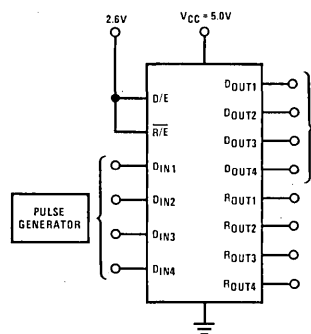 2.6V
VCC = 5.0V
D/E
R/E
DIN1
DIN2
DIN3
DIN4
PULSE
GENERATOR
DOUT1
DOUT2
DOUT3
DOUT4
ROUT1
ROUT2
ROUT3
ROUT4